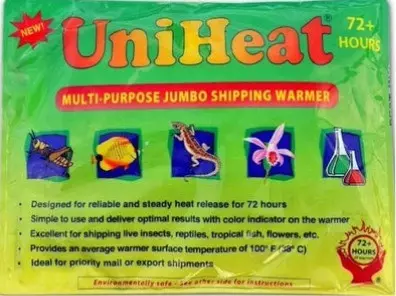 NEW!
UniHeat®
72+
HOURS
MULTI-PURPOSE JUMBO SHIPPING WARMER
• Designed for reliable and steady heat release for 72 hours
• Simple to use and deliver optimal results with color indicator on the warmer
• Excellent for shipping live insects, reptiles, tropical fish, flowers, etc.
• Provides an average warmer surface temperature of 100° F (38° C)
• Ideal for priority mail or export shipments
72+
HOURS
Environmentally safe - see other side for instructions